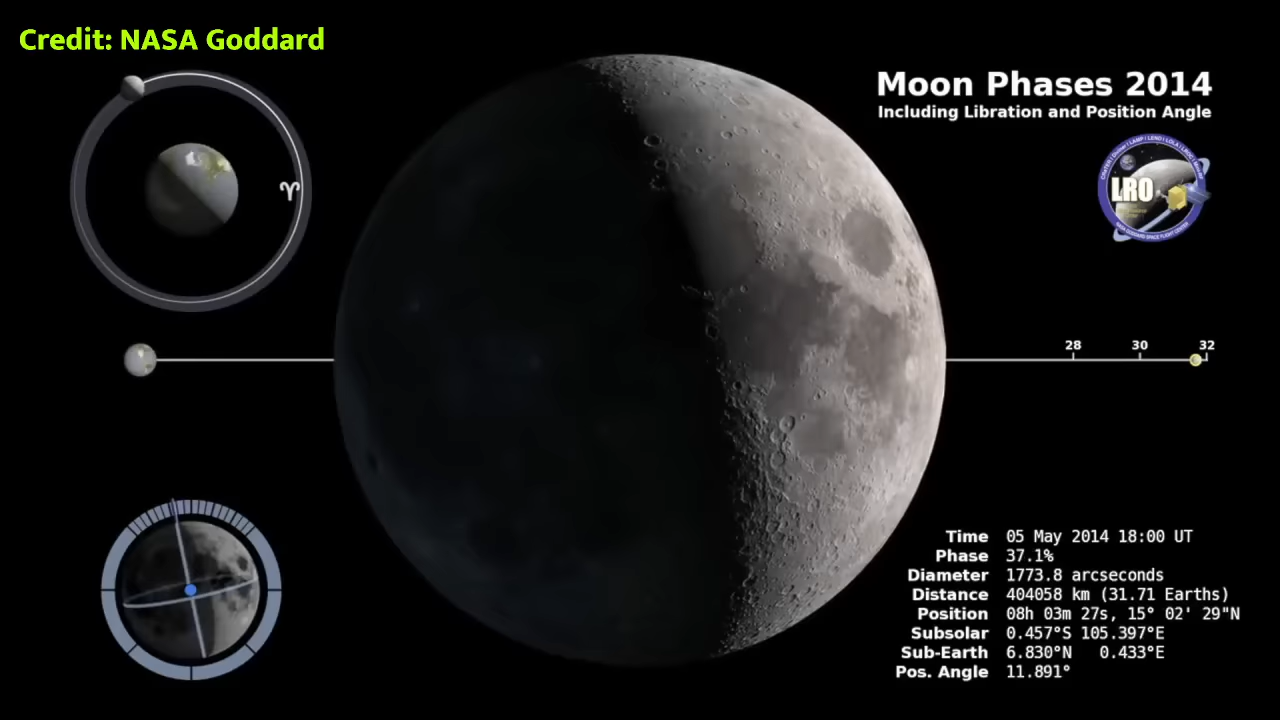 Credit: NASA Goddard
Moon Phases 2014
Including Libration and Position Angle
LRO
♈
28 30 32
Time 05 May 2014 18:00 UT
Phase 37.1%
Diameter 1773.8 arcseconds
Distance 404058 km (31.71 Earths)
Position 08h 03m 27s, 15° 02' 29"N
Subsolar 0.457°S 105.397°E
Sub-Earth 6.830°N 0.433°E
Pos. Angle 11.891°